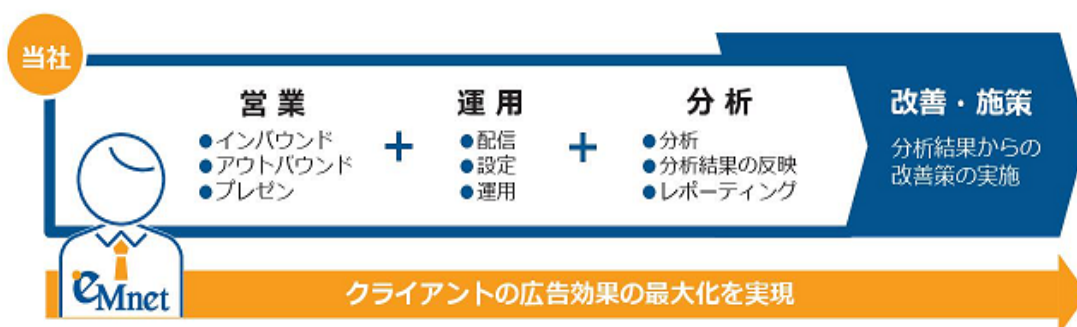 当社
営業
●インバウンド
●アウトバウンド
●プレゼン
+
運用
●配信
●設定
●運用
+
分析
●分析
●分析結果の反映
●レポーティング
改善・施策
分析結果からの
改善策の実施
eMnet
クライアントの広告効果の最大化を実現